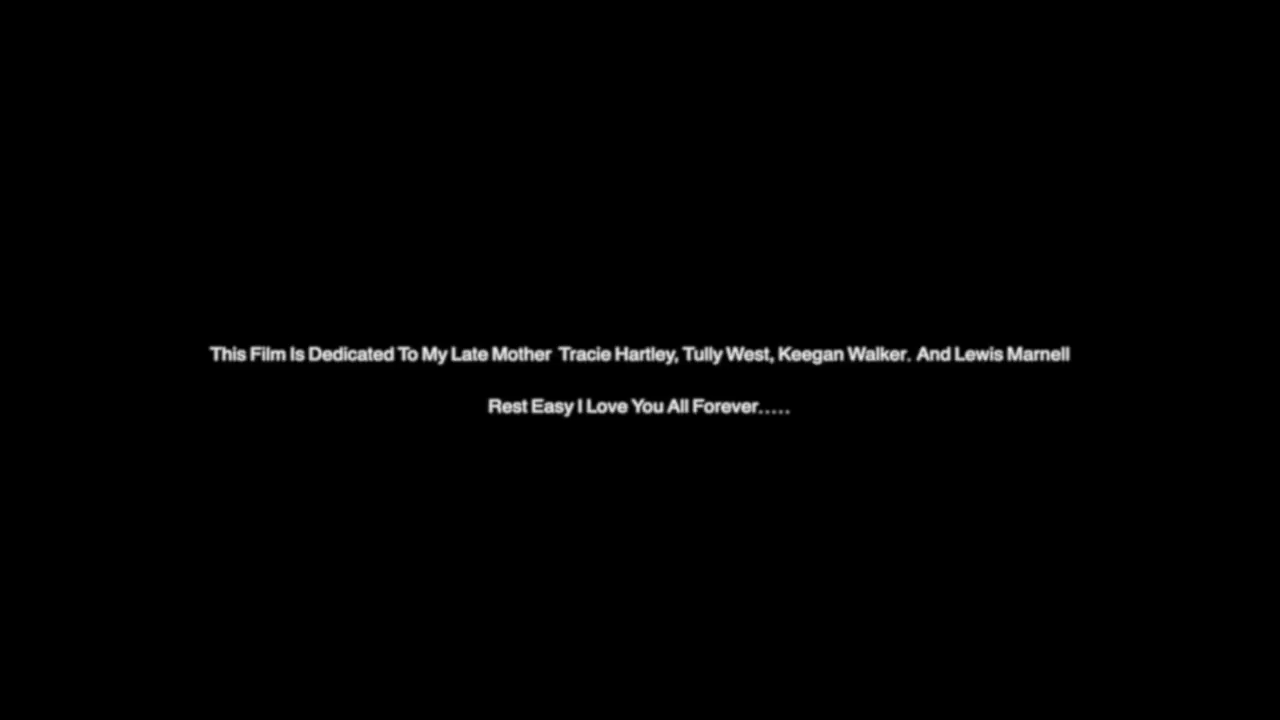 This Film Is Dedicated To My Late Mother  Tracie Hartley, Tully West, Keegan Walker. And Lewis Marnell
Rest Easy I Love You All Forever.....